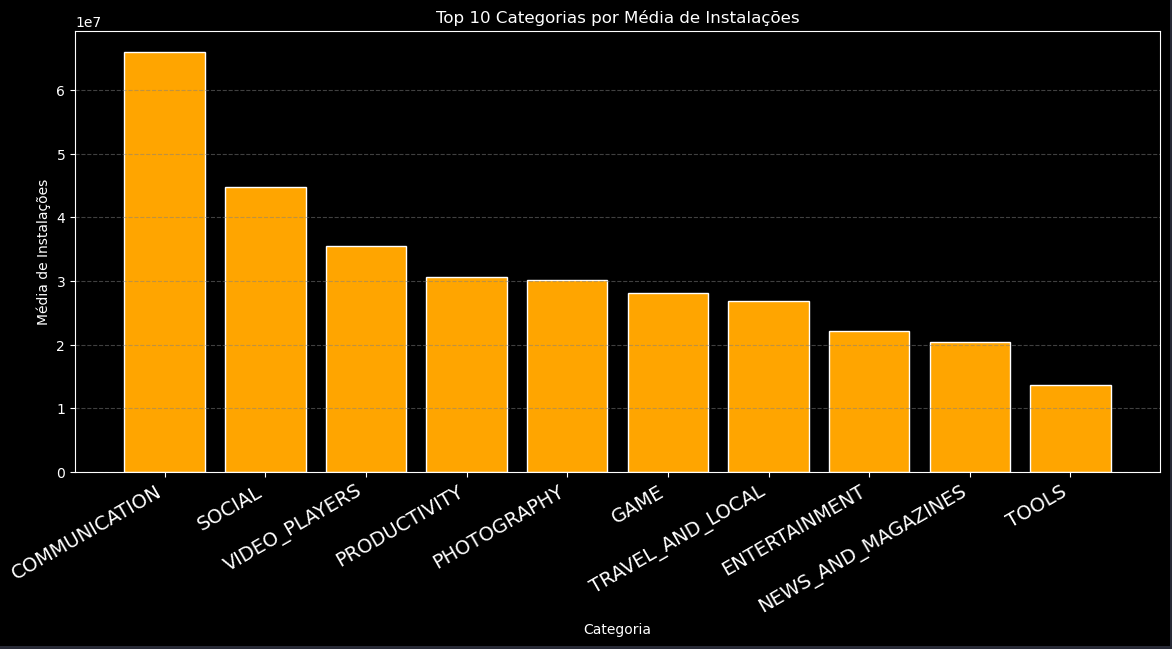 Top 10 Categorias por Média de Instalações
1e7
6
5
4
3
2
1
0
Média de Instalações
COMMUNICATION
SOCIAL
VIDEO_PLAYERS
PRODUCTIVITY
PHOTOGRAPHY
GAME
TRAVEL_AND_LOCAL
ENTERTAINMENT
NEWS_AND_MAGAZINES
TOOLS
Categoria